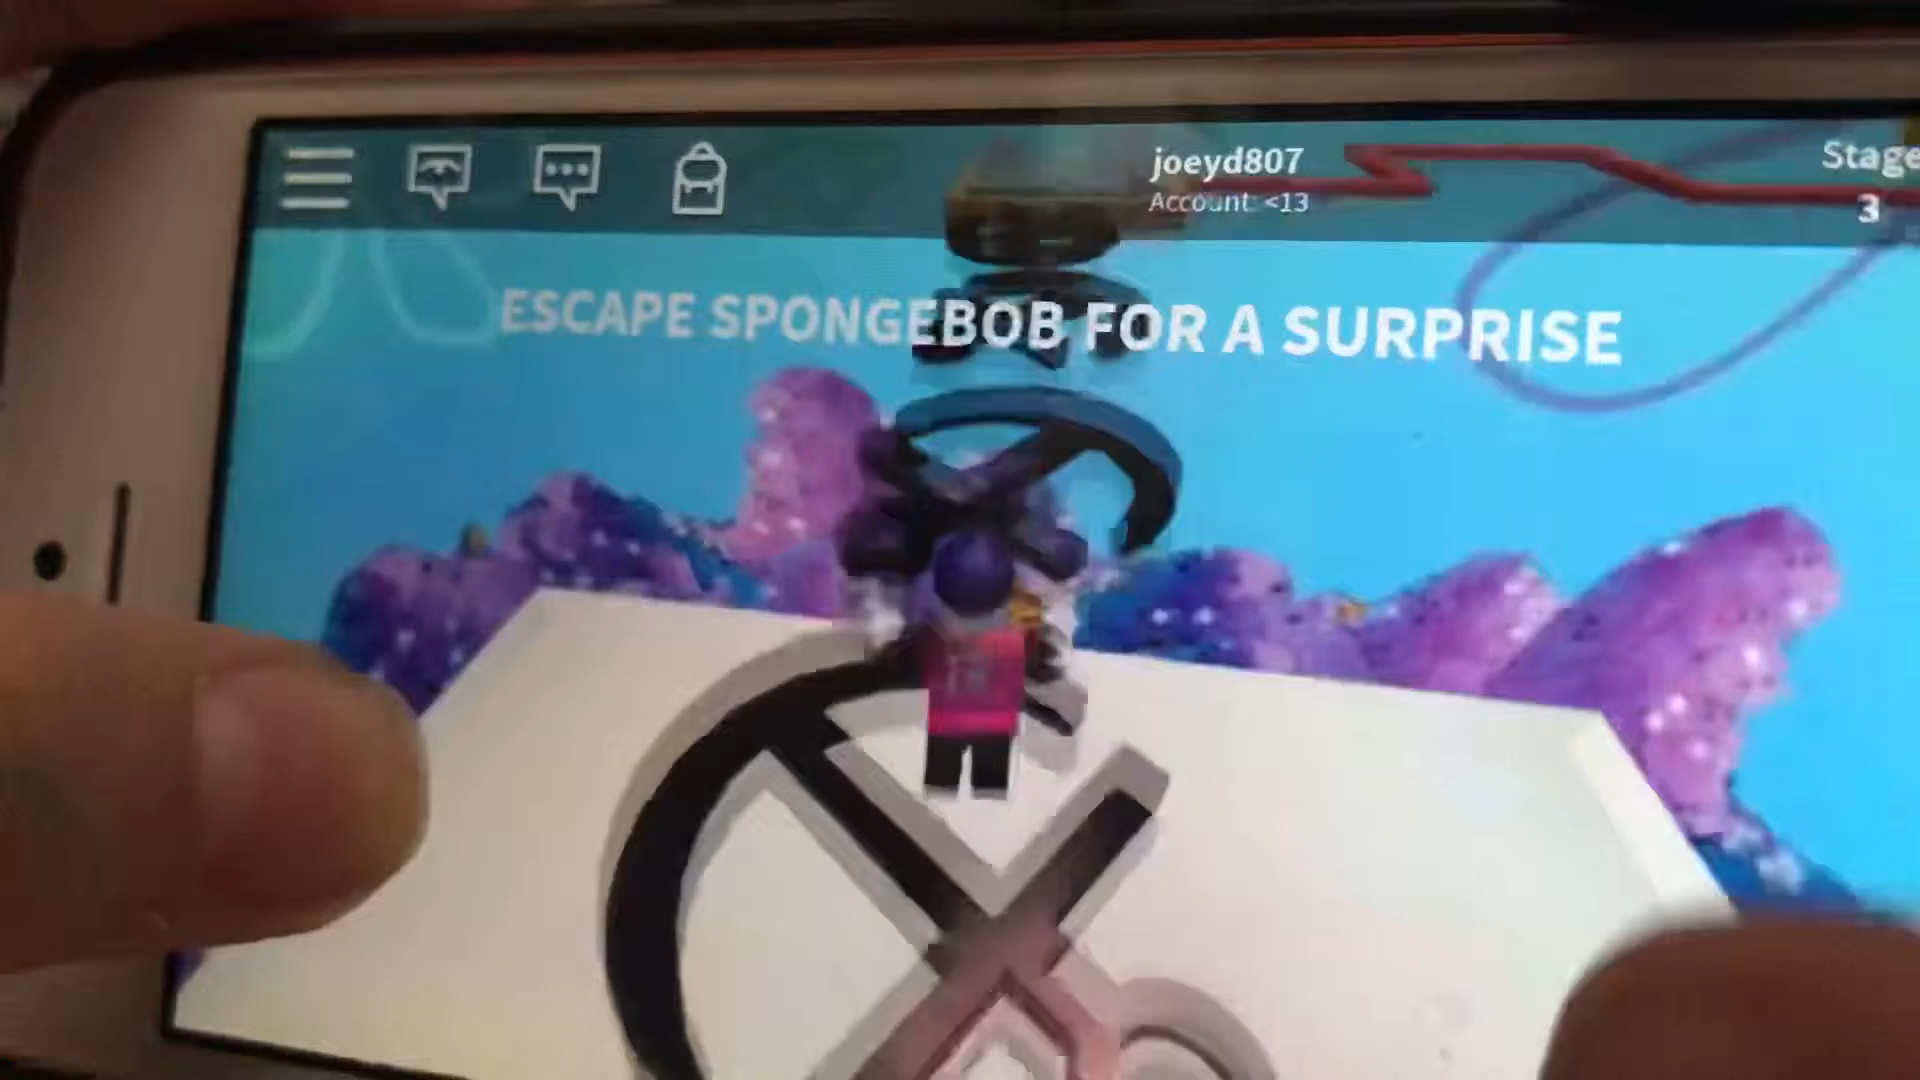 joeyd807
Account: <13
Stage
3
ESCAPE SPONGEBOB FOR A SURPRISE